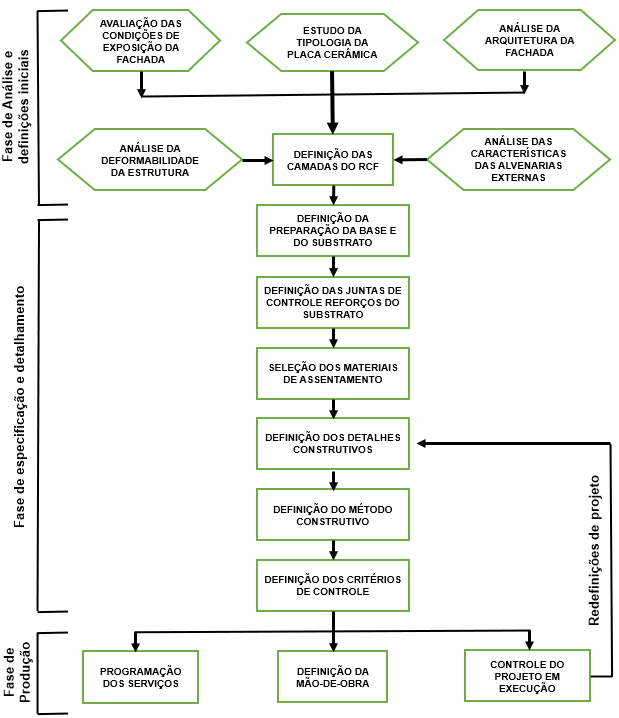 Fase de Análise e
definições iniciais
AVALIAÇÃO DAS
CONDIÇÕES DE
EXPOSIÇÃO DA
FACHADA
ESTUDO DA
TIPOLOGIA DA
PLACA CERÂMICA
ANÁLISE DA
ARQUITETURA DA
FACHADA
ANÁLISE DA
DEFORMABILIDADE
DA ESTRUTURA
DEFINIÇÃO DAS
CAMADAS DO RCF
ANÁLISE DAS
CARACTERÍSTICAS
DAS ALVENARIAS
EXTERNAS
Fase de especificação e detalhamento
DEFINIÇÃO DA
PREPARAÇÃO DA BASE E
DO SUBSTRATO
DEFINIÇÃO DAS JUNTAS DE
CONTROLE REFORÇOS DO
SUBSTRATO
SELEÇÃO DOS MATERIAIS
DE ASSENTAMENTO
DEFINIÇÃO DOS DETALHES
CONSTRUTIVOS
DEFINIÇÃO DO MÉTODO
CONSTRUTIVO
DEFINIÇÃO DOS CRITÉRIOS
DE CONTROLE
Redefinições de projeto
Fase de
Produção
PROGRAMAÇÃO
DOS SERVIÇOS
DEFINIÇÃO DA
MÃO-DE-OBRA
CONTROLE DO
PROJETO EM
EXECUÇÃO